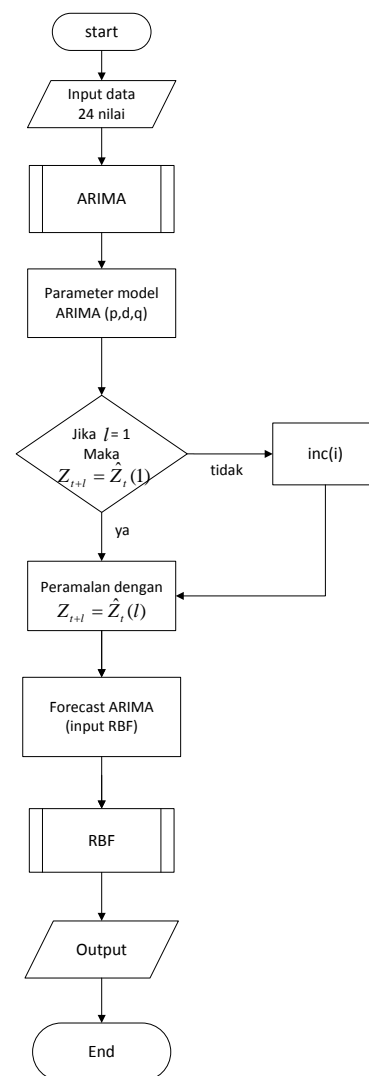 start
Input data
24 nilai
ARIMA
Parameter model
ARIMA (p,d,q)
Jika l = 1
Maka
Z_{t+l} = Ẑ_t (1)
tidak
inc(i)
ya
Peramalan dengan
Z_{t+l} = Ẑ_t (l)
Forecast ARIMA
(input RBF)
RBF
Output
End